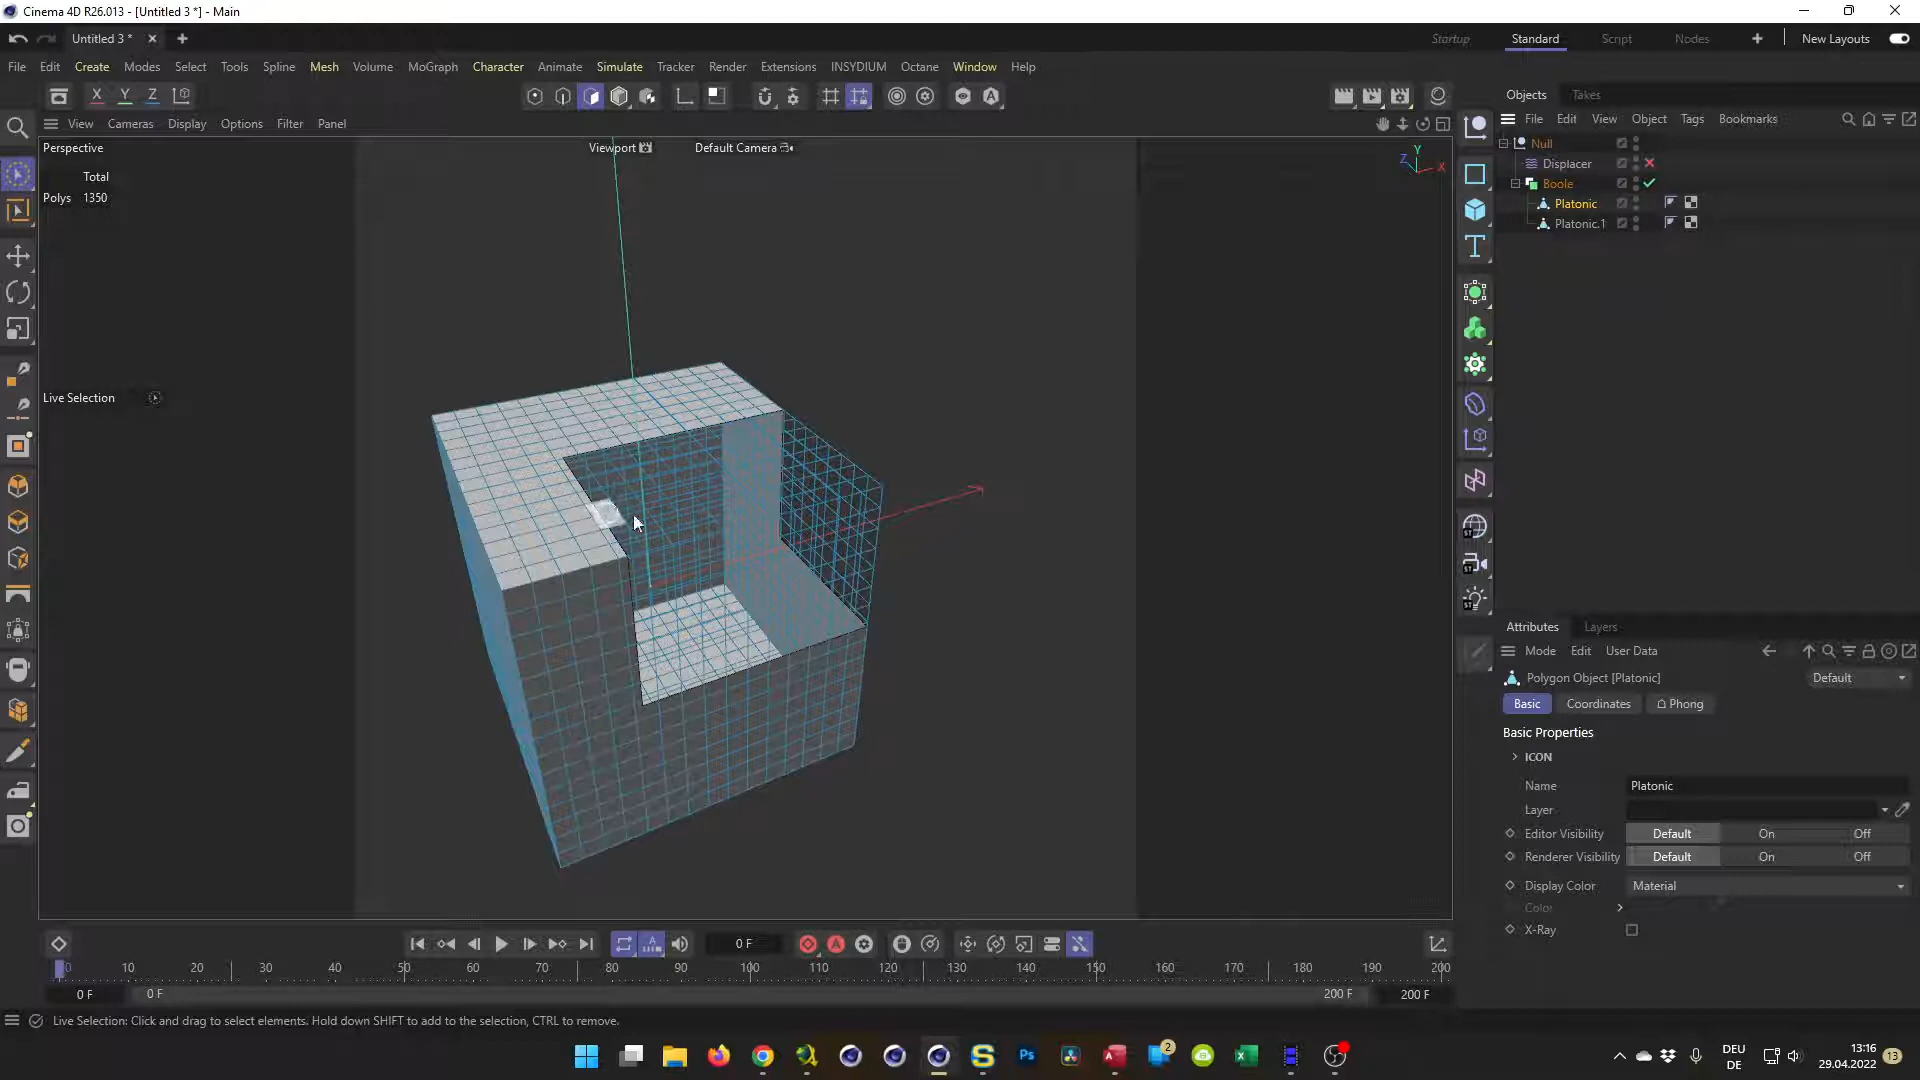 Cinema 4D R26.013 - [Untitled 3 *] - Main
Untitled 3 *
Startup Standard Script Nodes New Layouts
File Edit Create Modes Select Tools Spline Mesh Volume MoGraph Character Animate Simulate Tracker Render Extensions INSYDIUM Octane Window Help
X Y Z
View Cameras Display Options Filter Panel
Perspective
Viewport
Default Camera
Total
Polys 1350
Live Selection
Y
Z
X
Objects Takes
File Edit View Object Tags Bookmarks
Null
Displacer
Boole
Platonic
Platonic.1
Attributes Layers
Mode Edit User Data
Polygon Object [Platonic]
Default
Basic Coordinates Phong
Basic Properties
ICON
Name Platonic
Layer
Editor Visibility Default On Off
Renderer Visibility Default On Off
Display Color Material
Color
X-Ray
0 F
0 10 20 30 40 50 60 70 80 90 100 110 120 130 140 150 160 170 180 190 200
0 F 0 F 200 F 200 F
Live Selection: Click and drag to select elements. Hold down SHIFT to add to the selection, CTRL to remove.
Ps
2
DEU
DE
13:16
29.04.2022
13